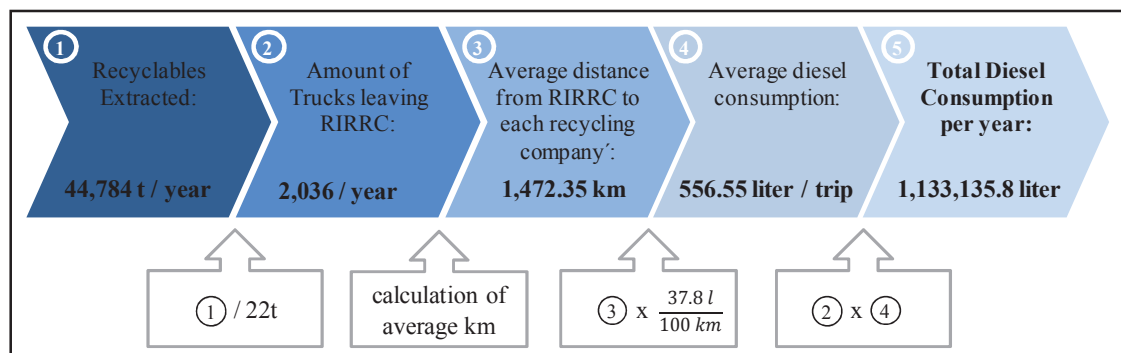 1
Recyclables
Extracted:
44,784 t / year
2
Amount of
Trucks leaving
RIRRC:
2,036 / year
3
Average distance
from RIRRC to
each recycling
company´:
1,472.35 km
4
Average diesel
consumption:
556.55 liter / trip
5
Total Diesel
Consumption
per year:
1,133,135.8 liter
① / 22t
calculation of
average km
③ x 37.8 l / 100 km
② x ④